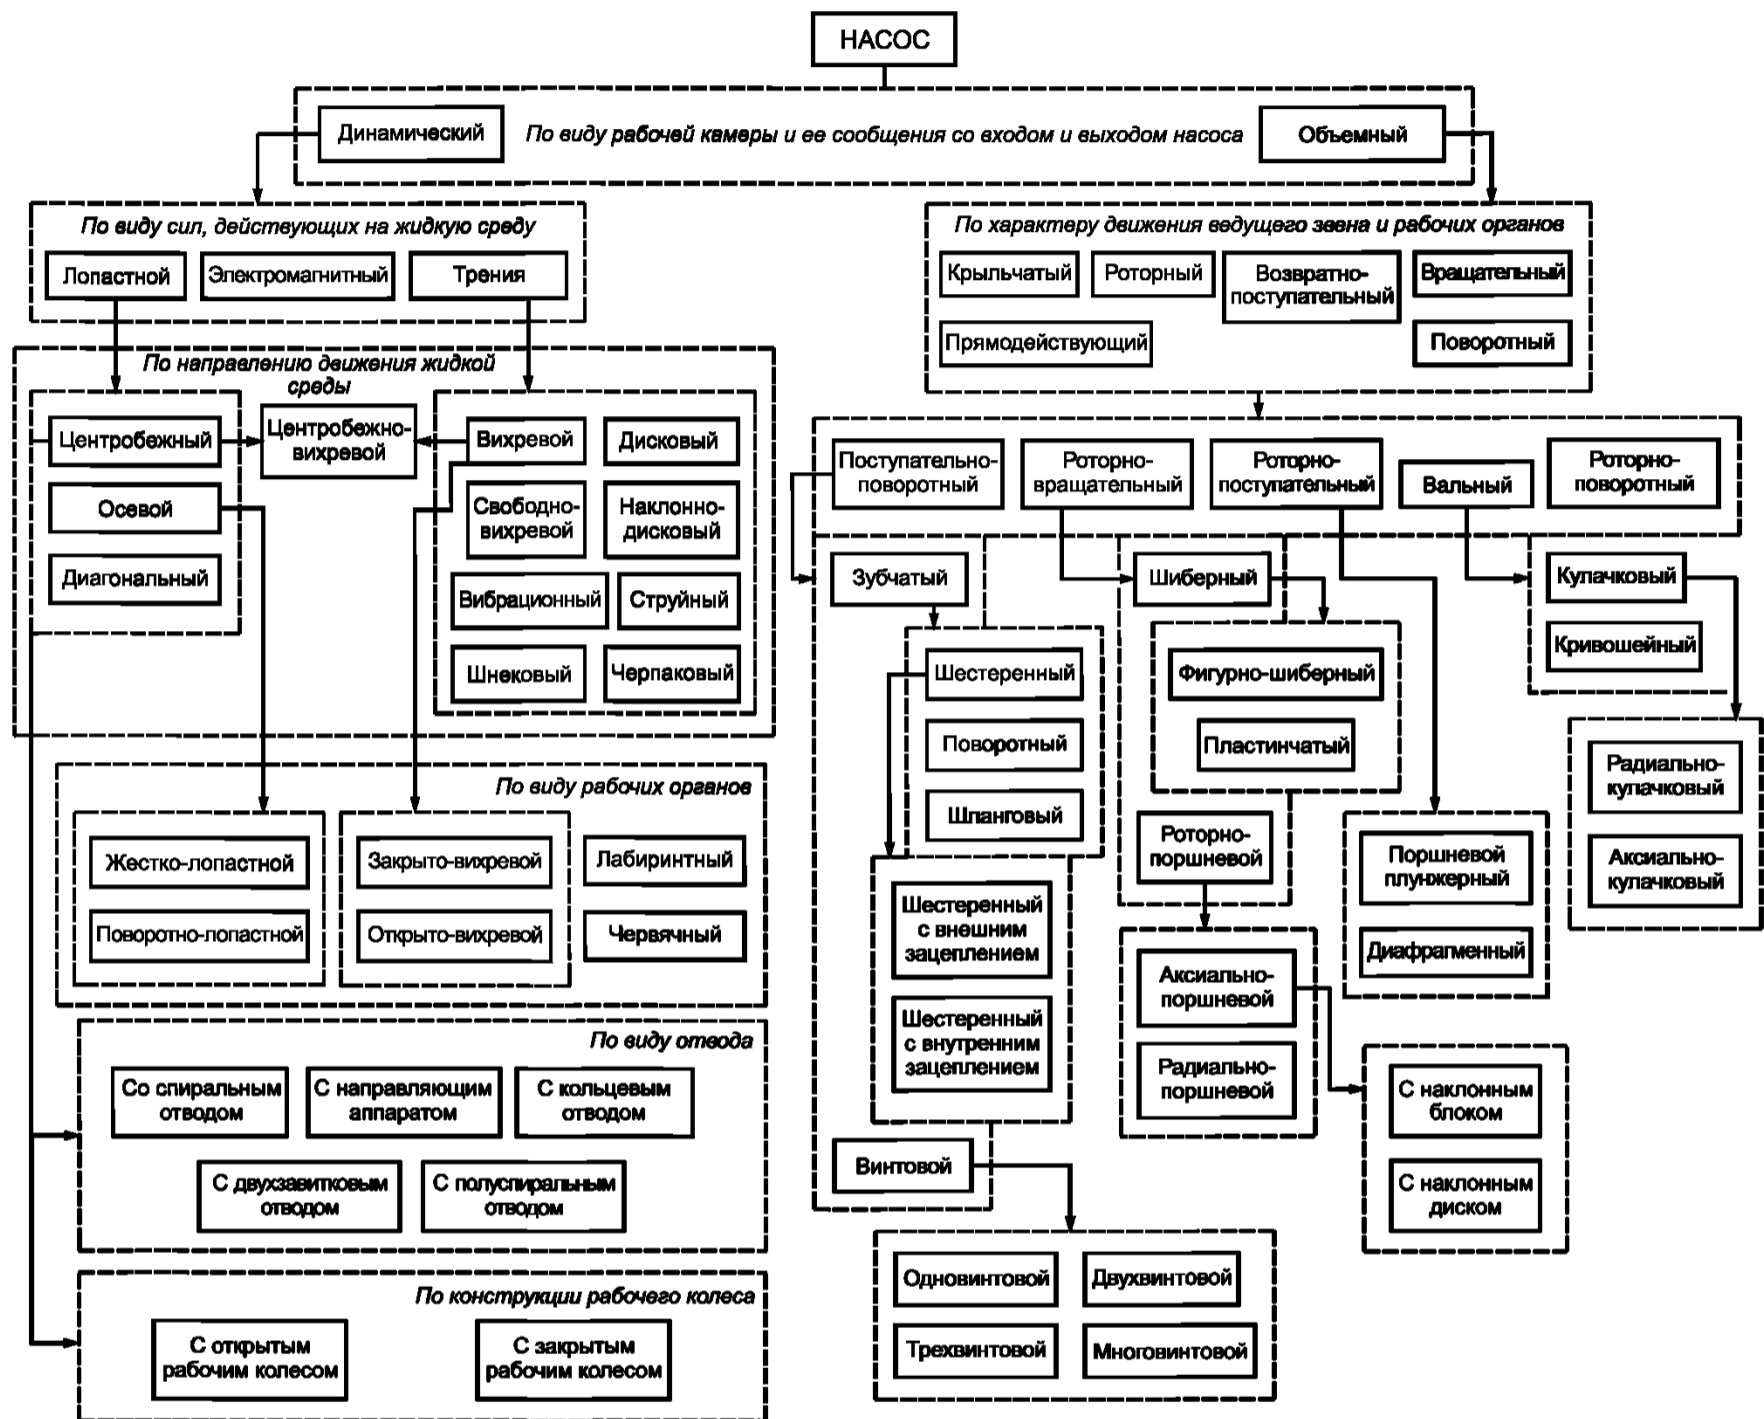 НАСОС
Динамический
По виду рабочей камеры и ее сообщения со входом и выходом насоса
Объемный
По виду сил, действующих на жидкую среду
Лопастной
Электромагнитный
Трения
По характеру движения ведущего звена и рабочих органов
Крыльчатый
Роторный
Возвратно-
поступательный
Вращательный
Прямодействующий
Поворотный
По направлению движения жидкой
среды
Центробежный
Центробежно-
вихревой
Вихревой
Дисковый
Осевой
Свободно-
вихревой
Наклонно-
дисковый
Диагональный
Вибрационный
Струйный
Шнековый
Черпаковый
Поступательно-
поворотный
Роторно-
вращательный
Роторно-
поступательный
Вальный
Роторно-
поворотный
Зубчатый
Шиберный
Кулачковый
Кривошейный
Шестеренный
Поворотный
Шланговый
Фигурно-шиберный
Пластинчатый
Радиально-
кулачковый
Аксиально-
кулачковый
По виду рабочих органов
Жестко-лопастной
Закрыто-вихревой
Лабиринтный
Поворотно-лопастной
Открыто-вихревой
Червячный
Роторно-
поршневой
Поршневой
плунжерный
Диафрагменный
Шестеренный
с внешним
зацеплением
Шестеренный
с внутренним
зацеплением
Аксиально-
поршневой
Радиально-
поршневой
По виду отвода
Со спиральным
отводом
С направляющим
аппаратом
С кольцевым
отводом
С двухзавитковым
отводом
С полуспиральным
отводом
С наклонным
блоком
С наклонным
диском
Винтовой
Одновинтовой
Двухвинтовой
Трехвинтовой
Многовинтовой
По конструкции рабочего колеса
С открытым
рабочим колесом
С закрытым
рабочим колесом